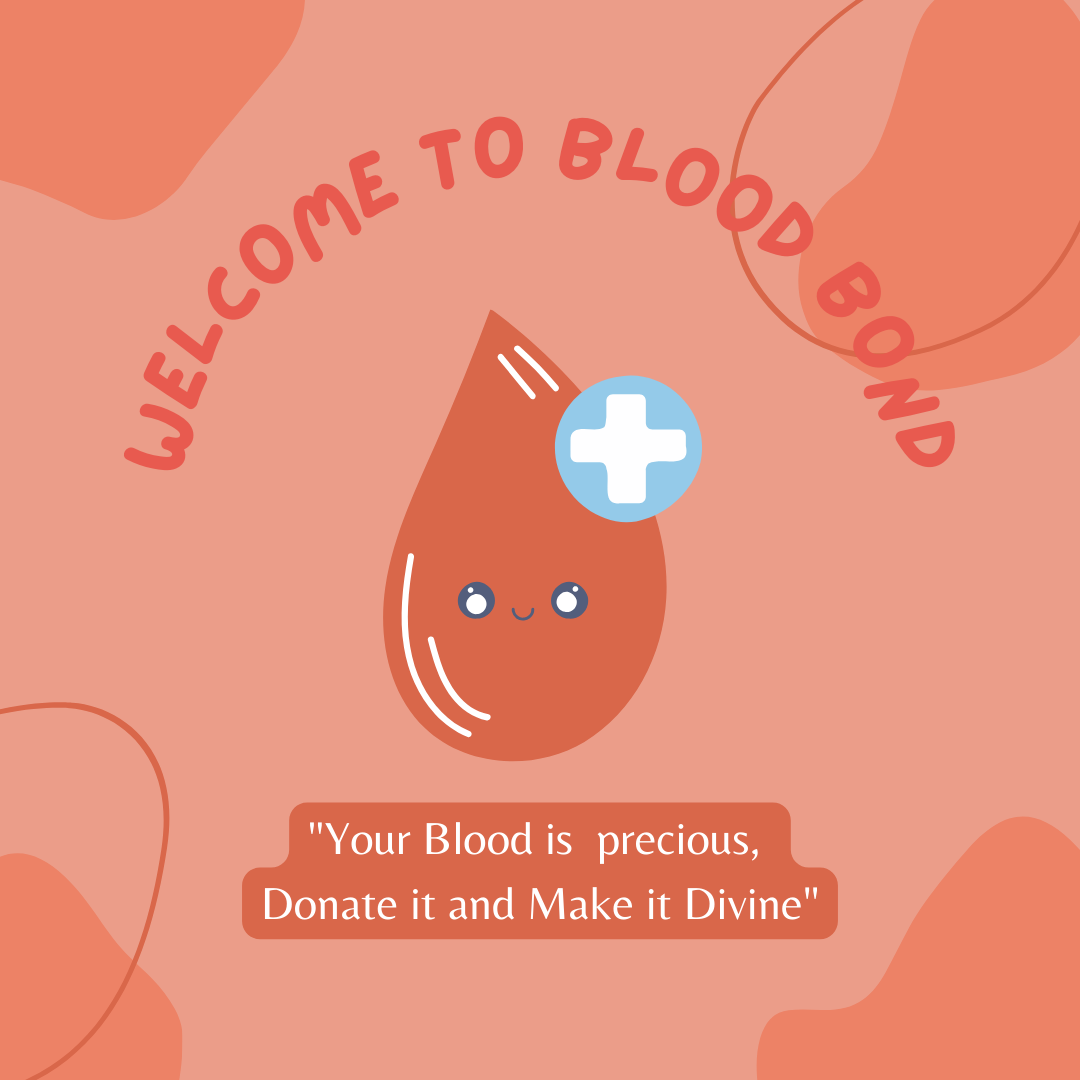 WELCOME TO BLOOD BOND
"Your Blood is  precious,
Donate it and Make it Divine"